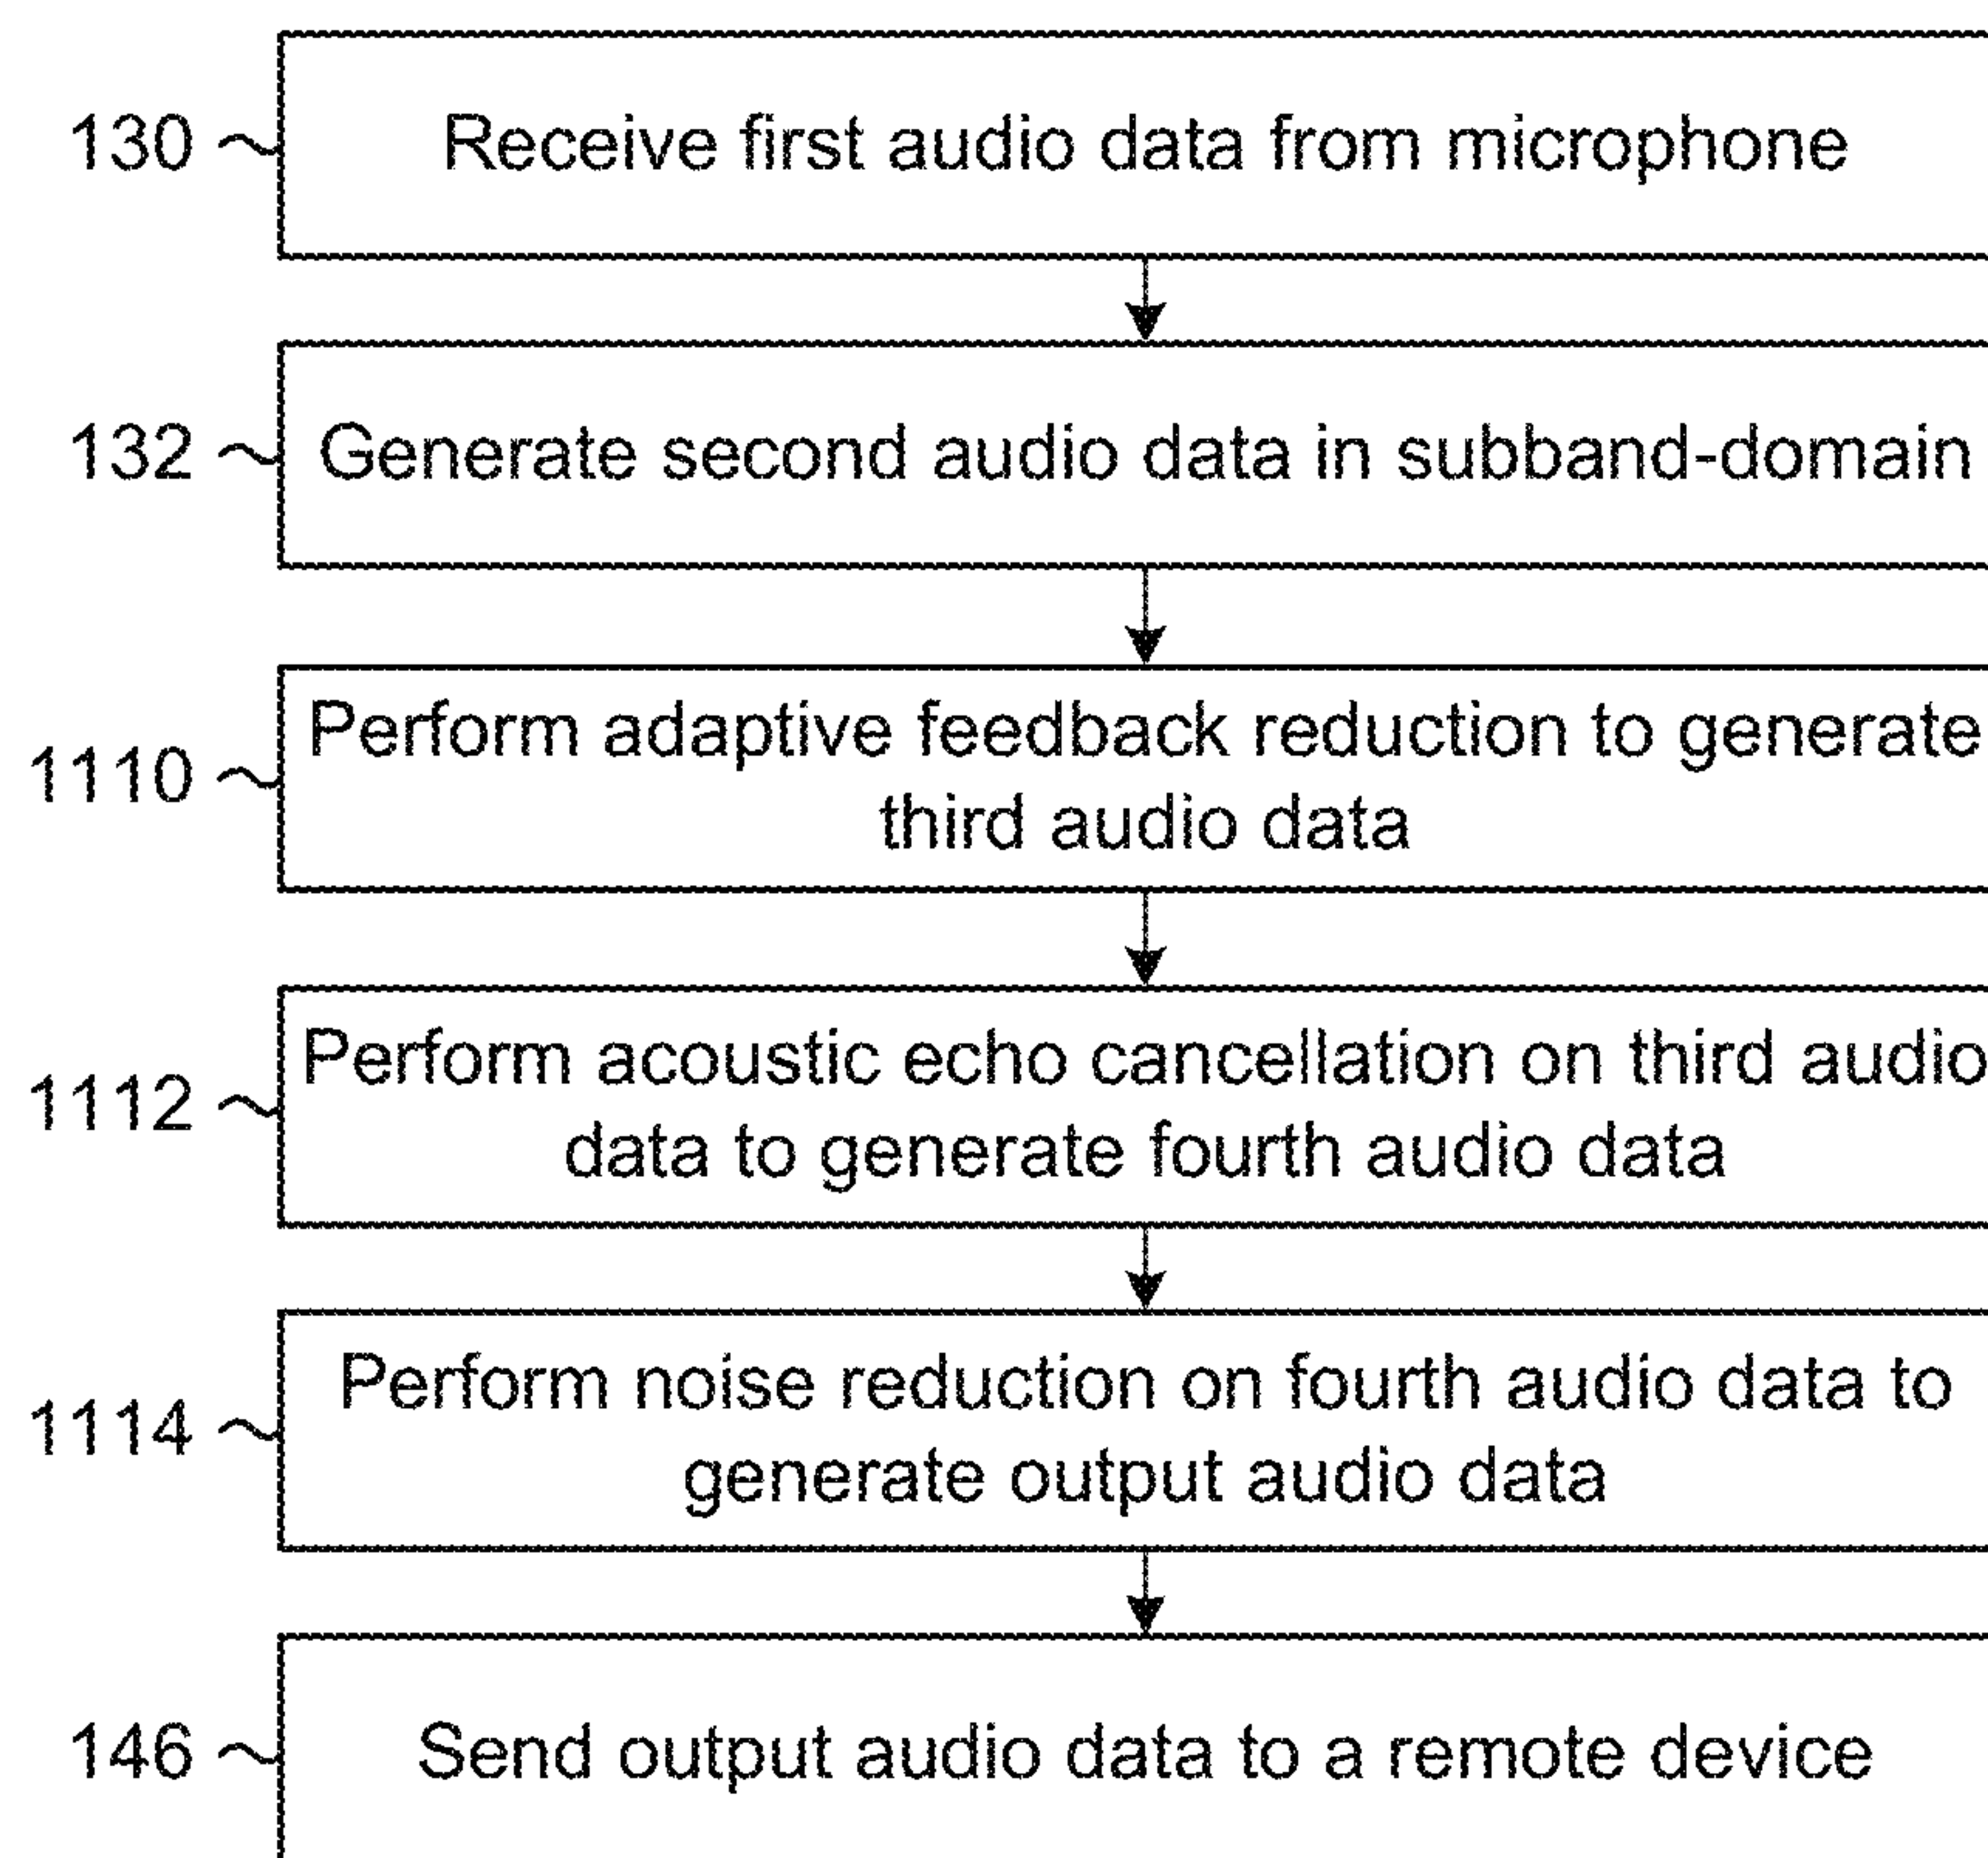 130 Receive first audio data from microphone
132 Generate second audio data in subband-domain
Perform adaptive feedback reduction to generate
1110
third audio data
Perform acoustic echo cancellation on third audio
1112
data to generate fourth audio data
Perform noise reduction on fourth audio data to
1114
generate output audio data
146 Send output audio data to a remote device